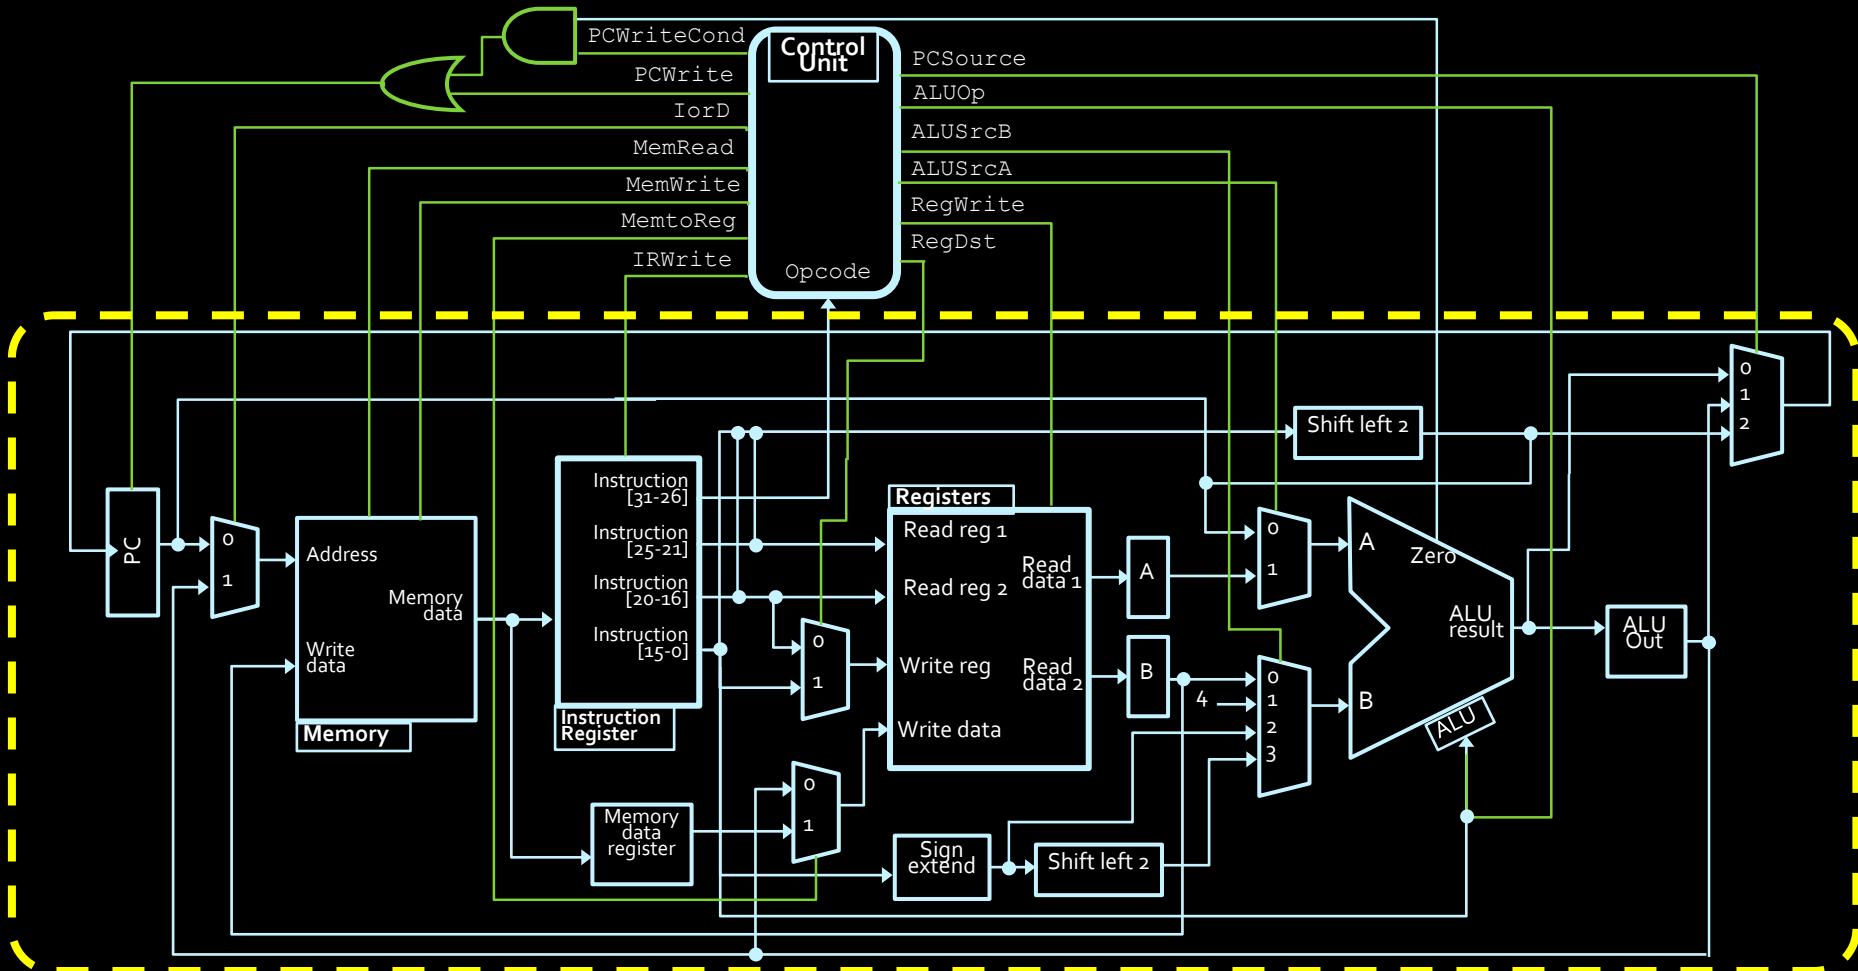 PCWriteCond
PCWrite
IorD
MemRead
MemWrite
MemtoReg
IRWrite
Control
Unit
Opcode
PCSource
ALUOp
ALUSrcB
ALUSrcA
RegWrite
RegDst
PC
0
1
Address
Memory
data
Write
data
Memory
Instruction
[31-26]
Instruction
[25-21]
Instruction
[20-16]
Instruction
[15-0]
Instruction
Register
Memory
data
register
0
1
0
1
Registers
Read reg 1
Read reg 2
Write reg
Write data
Read
data 1
Read
data 2
Sign
extend
Shift left 2
A
B
4
0
1
0
1
2
3
Shift left 2
A
B
Zero
ALU
result
ALU
ALU
Out
0
1
2